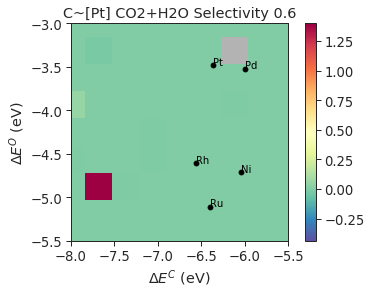 C~[Pt] CO2+H2O Selectivity 0.6
−3.0
−3.5
−4.0
−4.5
−5.0
−5.5
ΔE^O (eV)
Pt
Pd
Rh
Ni
Ru
−8.0 −7.5 −7.0 −6.5 −6.0 −5.5
ΔE^C (eV)
1.25
1.00
0.75
0.50
0.25
0.00
−0.25